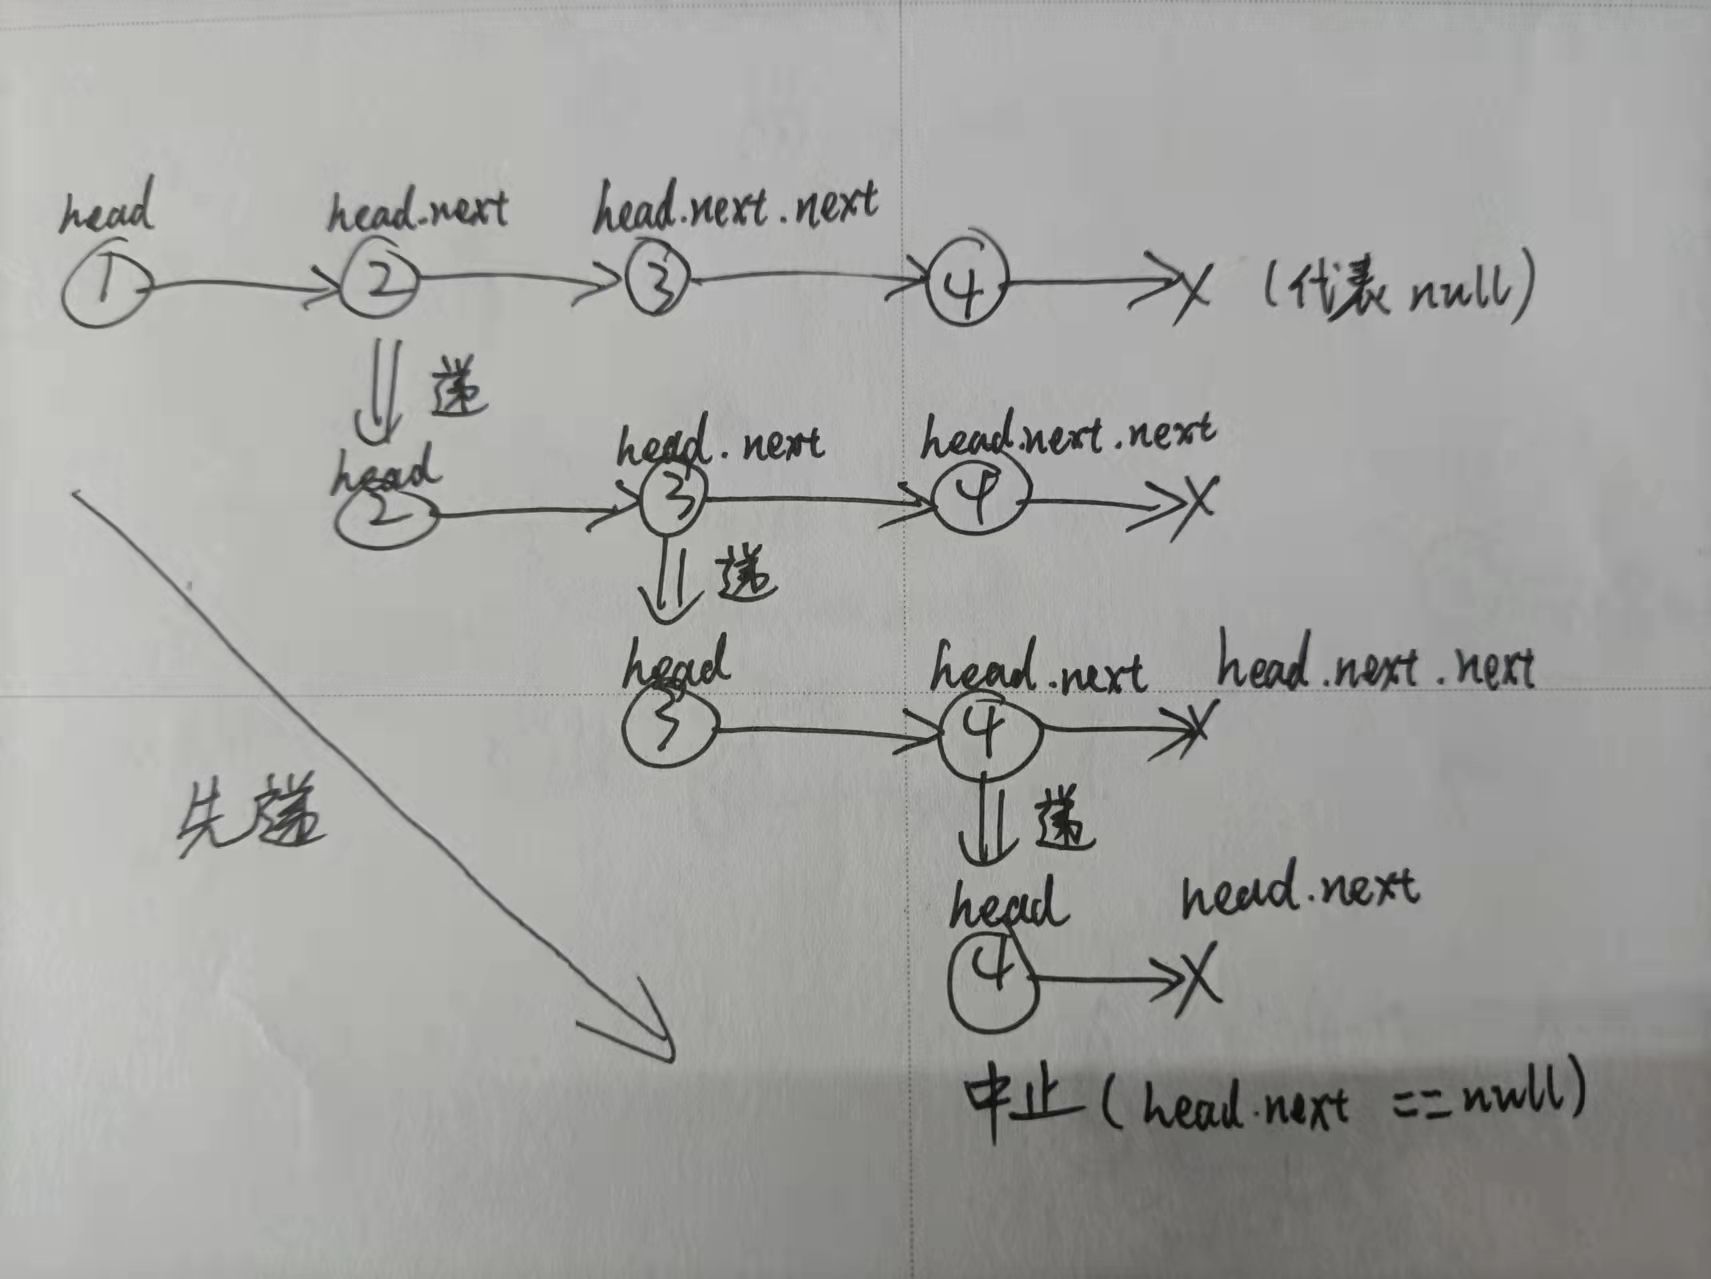 head head.next head.next.next
1 2 3 4 X (代表 null)
递
head head.next head.next.next
2 3 4 X
递
head head.next head.next.next
3 4 X
先递
递
head head.next
4 X
中止(head.next == null)